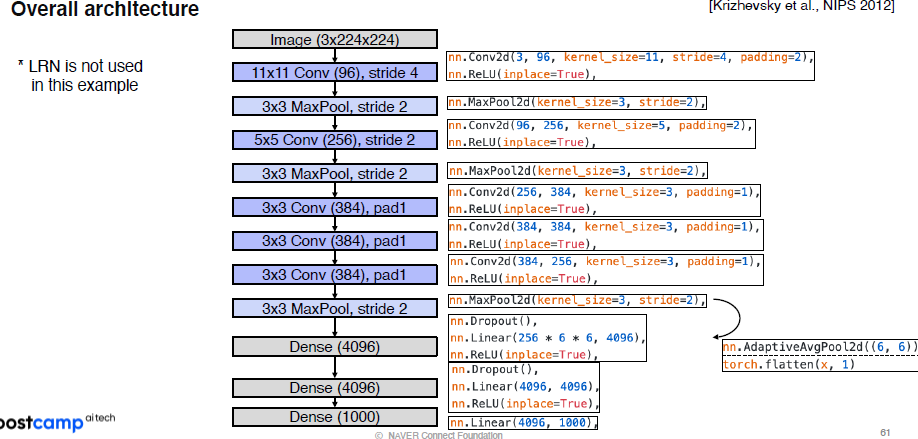 Overall architecture
[Krizhevsky et al., NIPS 2012]
* LRN is not used
in this example
Image (3x224x224)
11x11 Conv (96), stride 4
nn.Conv2d(3, 96, kernel_size=11, stride=4, padding=2),
nn.ReLU(inplace=True),
3x3 MaxPool, stride 2
nn.MaxPool2d(kernel_size=3, stride=2),
5x5 Conv (256), stride 2
nn.Conv2d(96, 256, kernel_size=5, padding=2),
nn.ReLU(inplace=True),
3x3 MaxPool, stride 2
nn.MaxPool2d(kernel_size=3, stride=2),
3x3 Conv (384), pad1
nn.Conv2d(256, 384, kernel_size=3, padding=1),
nn.ReLU(inplace=True),
3x3 Conv (384), pad1
nn.Conv2d(384, 384, kernel_size=3, padding=1),
nn.ReLU(inplace=True),
3x3 Conv (384), pad1
nn.Conv2d(384, 256, kernel_size=3, padding=1),
nn.ReLU(inplace=True),
3x3 MaxPool, stride 2
nn.MaxPool2d(kernel_size=3, stride=2),
nn.AdaptiveAvgPool2d((6, 6))
torch.flatten(x, 1)
Dense (4096)
nn.Dropout(),
nn.Linear(256 * 6 * 6, 4096),
nn.ReLU(inplace=True),
Dense (4096)
nn.Dropout(),
nn.Linear(4096, 4096),
nn.ReLU(inplace=True),
Dense (1000)
nn.Linear(4096, 1000),
ostcamp ai tech
© NAVER Connect Foundation
61